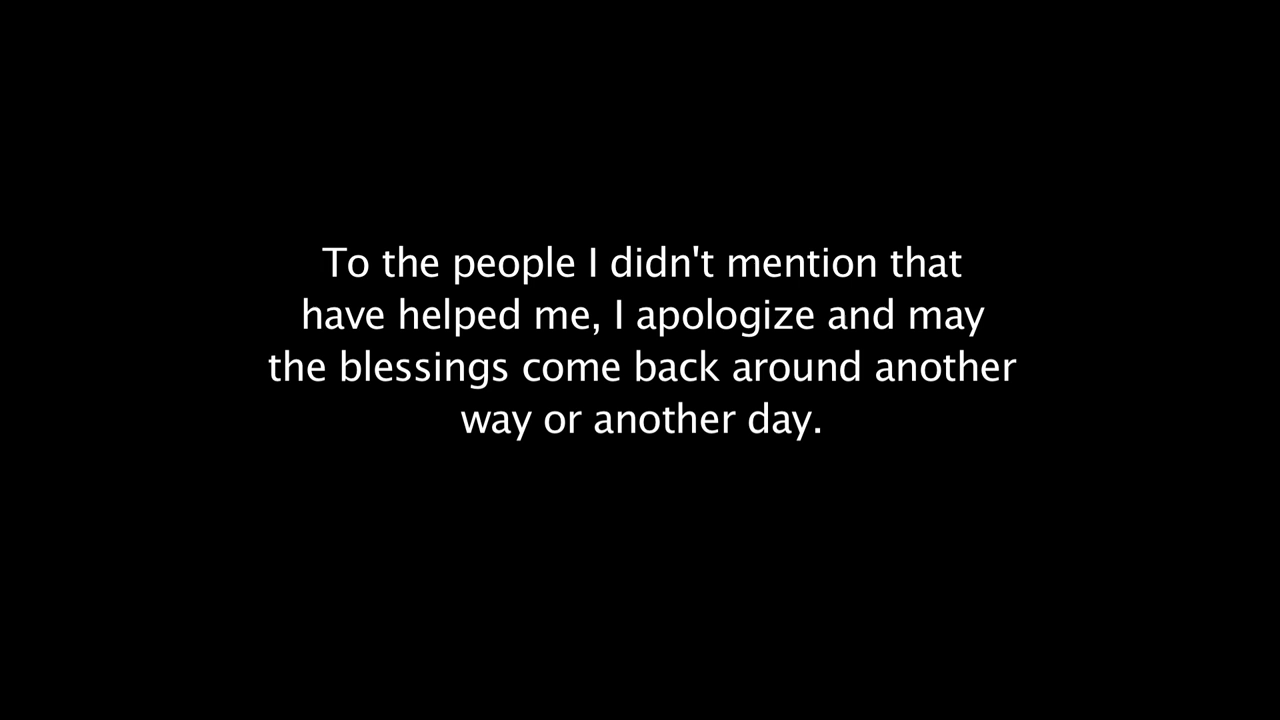 To the people I didn't mention that
have helped me, I apologize and may
the blessings come back around another
way or another day.